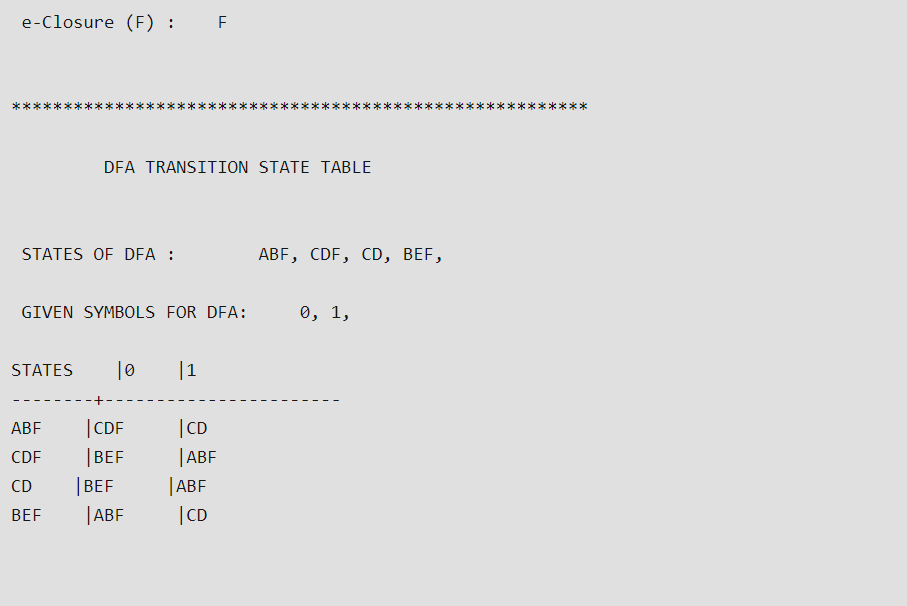 e-Closure (F) :    F
********************************************************
DFA TRANSITION STATE TABLE
STATES OF DFA :        ABF, CDF, CD, BEF,
GIVEN SYMBOLS FOR DFA:     0, 1,
STATES    |0    |1
--------+-----------------------
ABF    |CDF     |CD
CDF    |BEF     |ABF
CD    |BEF     |ABF
BEF    |ABF     |CD